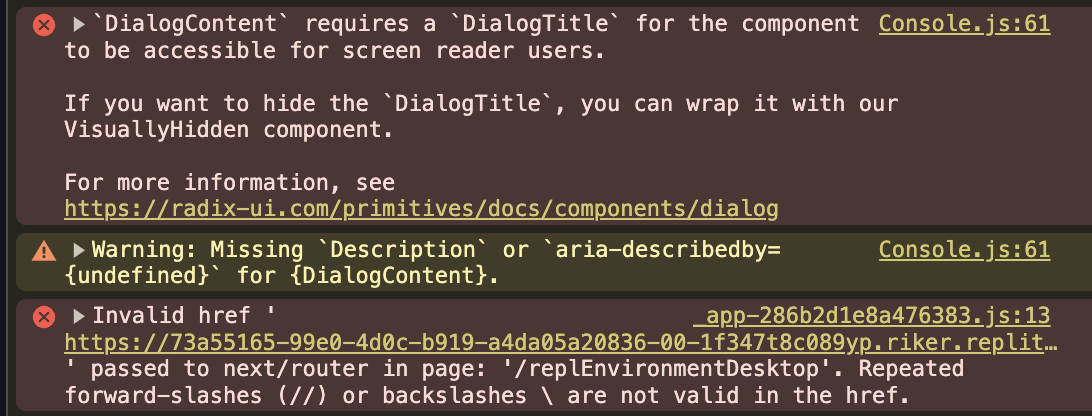 ▶`DialogContent` requires a `DialogTitle` for the component Console.js:61
to be accessible for screen reader users.
If you want to hide the `DialogTitle`, you can wrap it with our
VisuallyHidden component.
For more information, see
https://radix-ui.com/primitives/docs/components/dialog
▶Warning: Missing `Description` or `aria-describedby= Console.js:61
{undefined}` for {DialogContent}.
▶Invalid href ' _app-286b2d1e8a476383.js:13
https://73a55165-99e0-4d0c-b919-a4da05a20836-00-1f347t8c089yp.riker.replit…
' passed to next/router in page: '/replEnvironmentDesktop'. Repeated
forward-slashes (//) or backslashes \ are not valid in the href.